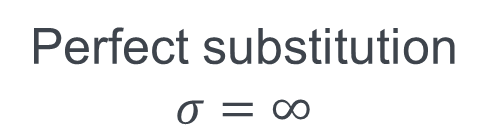 Perfect substitution
σ = ∞